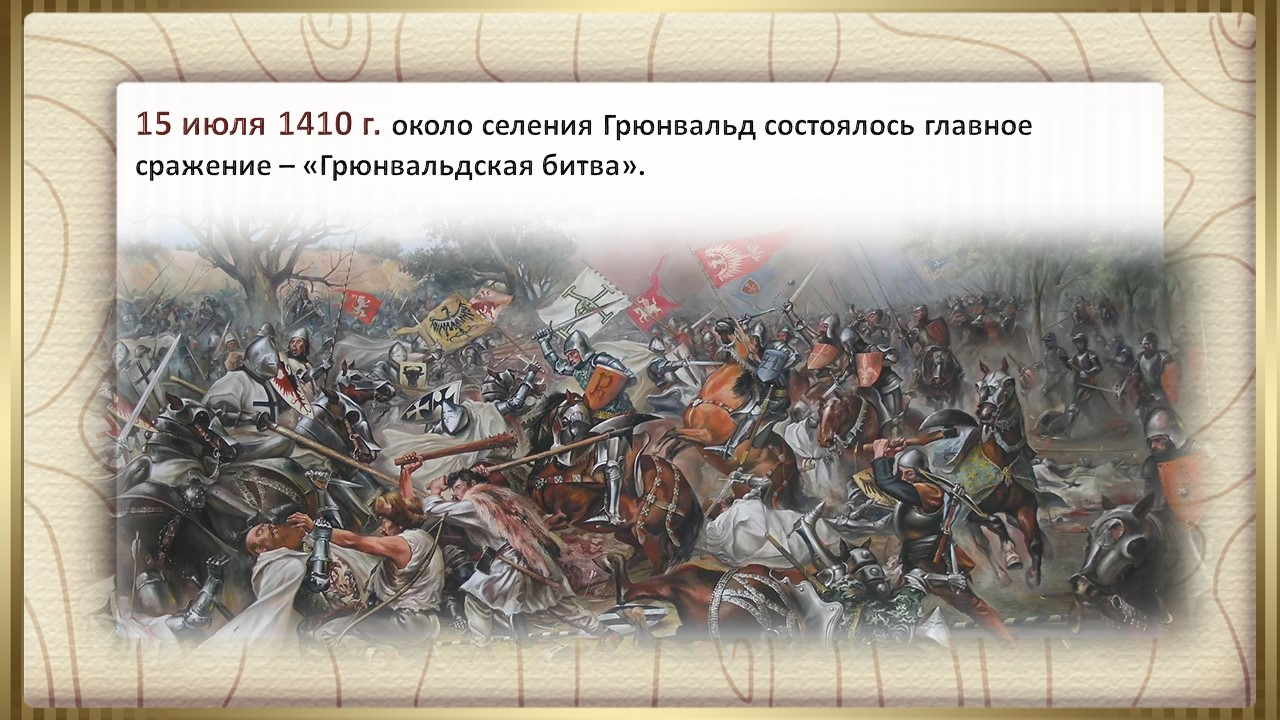 15 июля 1410 г. около селения Грюнвальд состоялось главное
сражение – «Грюнвальдская битва».